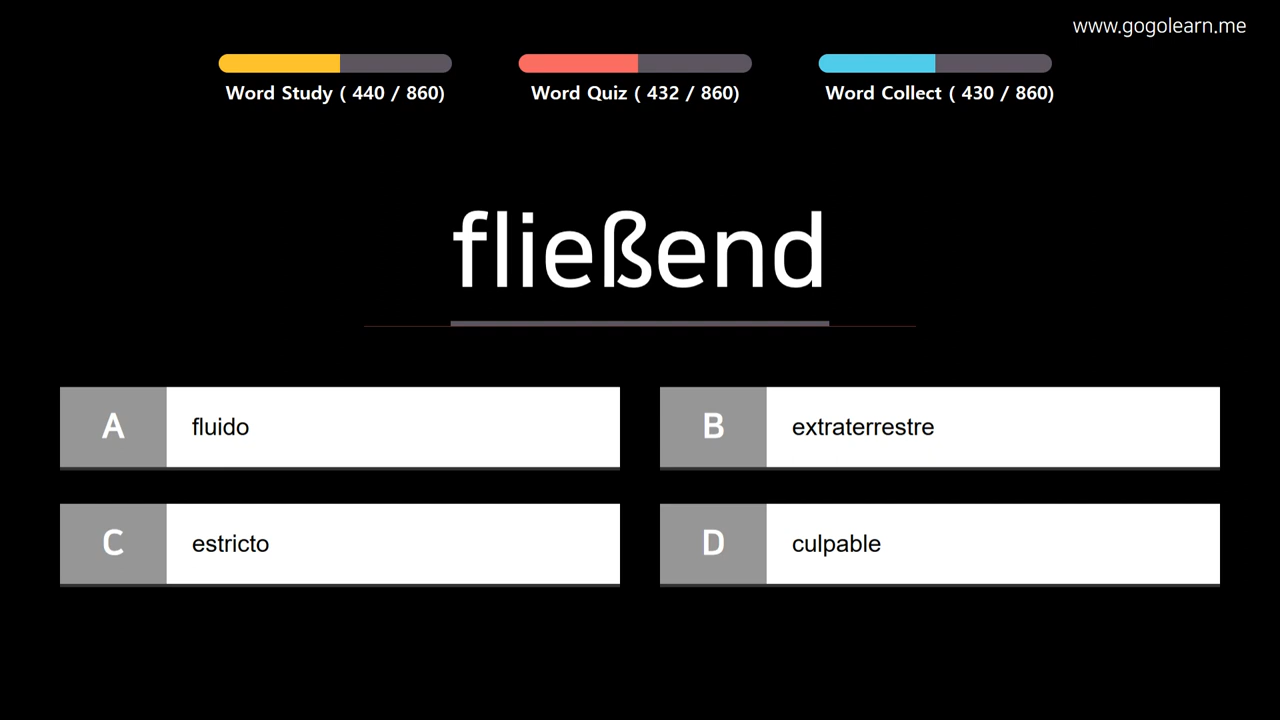 www.gogolearn.me
Word Study ( 440 / 860)
Word Quiz ( 432 / 860)
Word Collect ( 430 / 860)
fließend
A fluido
B extraterrestre
C estricto
D culpable